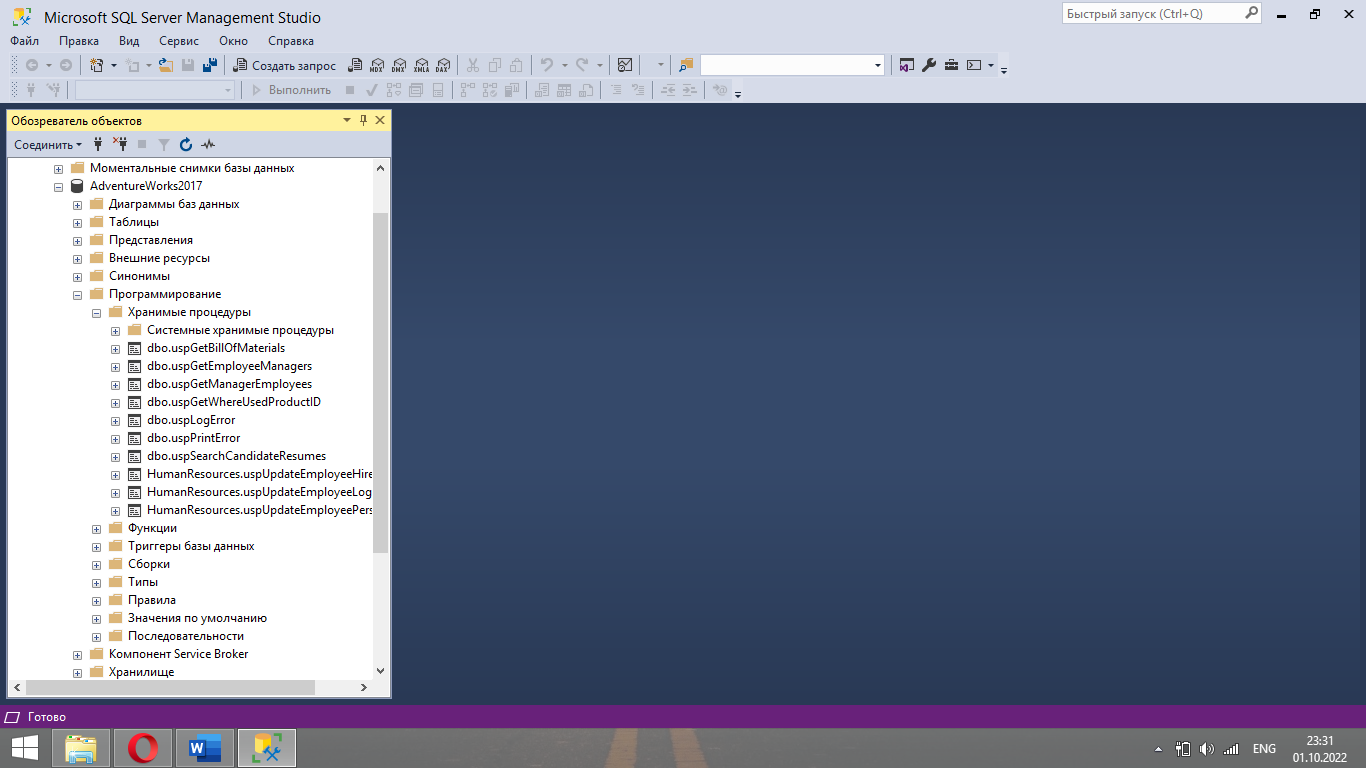 Microsoft SQL Server Management Studio
Быстрый запуск (Ctrl+Q)
Файл Правка Вид Сервис Окно Справка
Создать запрос MDX DMX XMLA DAX
Выполнить
Обозреватель объектов
Соединить
Моментальные снимки базы данных
AdventureWorks2017
Диаграммы баз данных
Таблицы
Представления
Внешние ресурсы
Синонимы
Программирование
Хранимые процедуры
Системные хранимые процедуры
dbo.uspGetBillOfMaterials
dbo.uspGetEmployeeManagers
dbo.uspGetManagerEmployees
dbo.uspGetWhereUsedProductID
dbo.uspLogError
dbo.uspPrintError
dbo.uspSearchCandidateResumes
HumanResources.uspUpdateEmployeeHire
HumanResources.uspUpdateEmployeeLog
HumanResources.uspUpdateEmployeePers
Функции
Триггеры базы данных
Сборки
Типы
Правила
Значения по умолчанию
Последовательности
Компонент Service Broker
Хранилище
Готово
ENG
23:31
01.10.2022